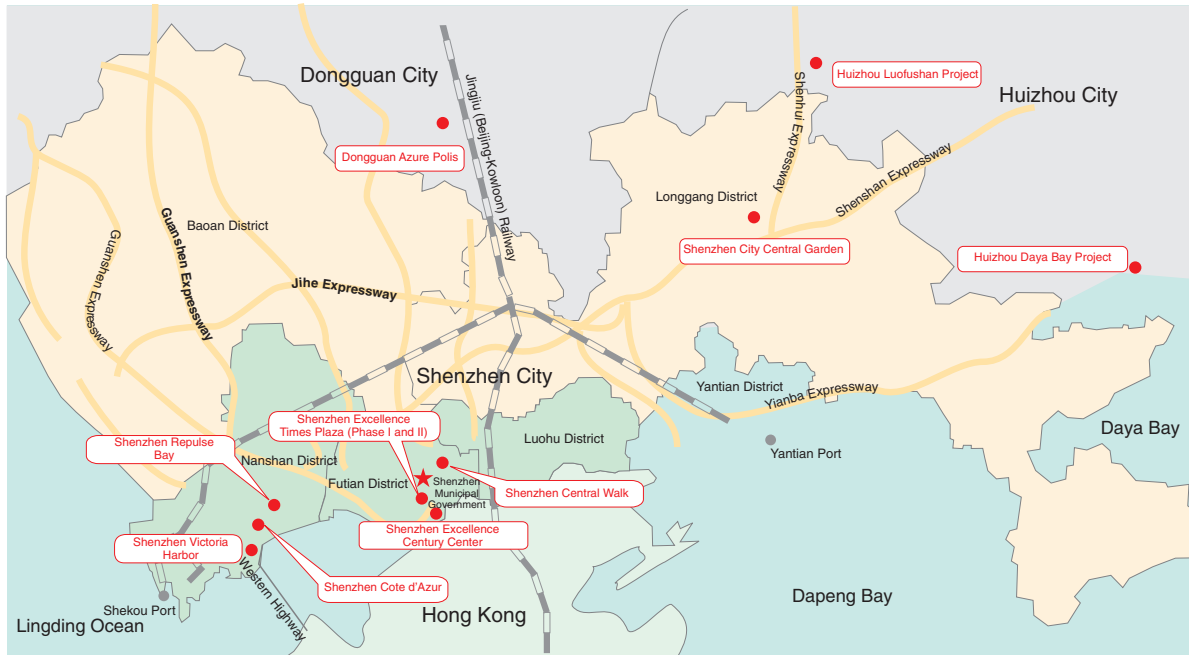 Dongguan City
Jingjiu (Beijing-Kowloon) Railway
Shenhui Expressway
Huizhou Luofushan Project
Huizhou City
Dongguan Azure Polis
Shenshan Expressway
Longgang District
Guanshen Expressway
Guanshen Expressway
Baoan District
Shenzhen City Central Garden
Huizhou Daya Bay Project
Jihe Expressway
Shenzhen City
Yantian District
Yianba Expressway
Shenzhen Excellence
Times Plaza (Phase I and II)
Daya Bay
Shenzhen Repulse
Bay
Luohu District
Yantian Port
Nanshan District
Futian District
Shenzhen
Municipal
Government
Shenzhen Central Walk
Shenzhen Excellence
Century Center
Shenzhen Victoria
Harbor
Shenzhen Cote d'Azur
Western Highway
Shekou Port
Hong Kong
Dapeng Bay
Lingding Ocean